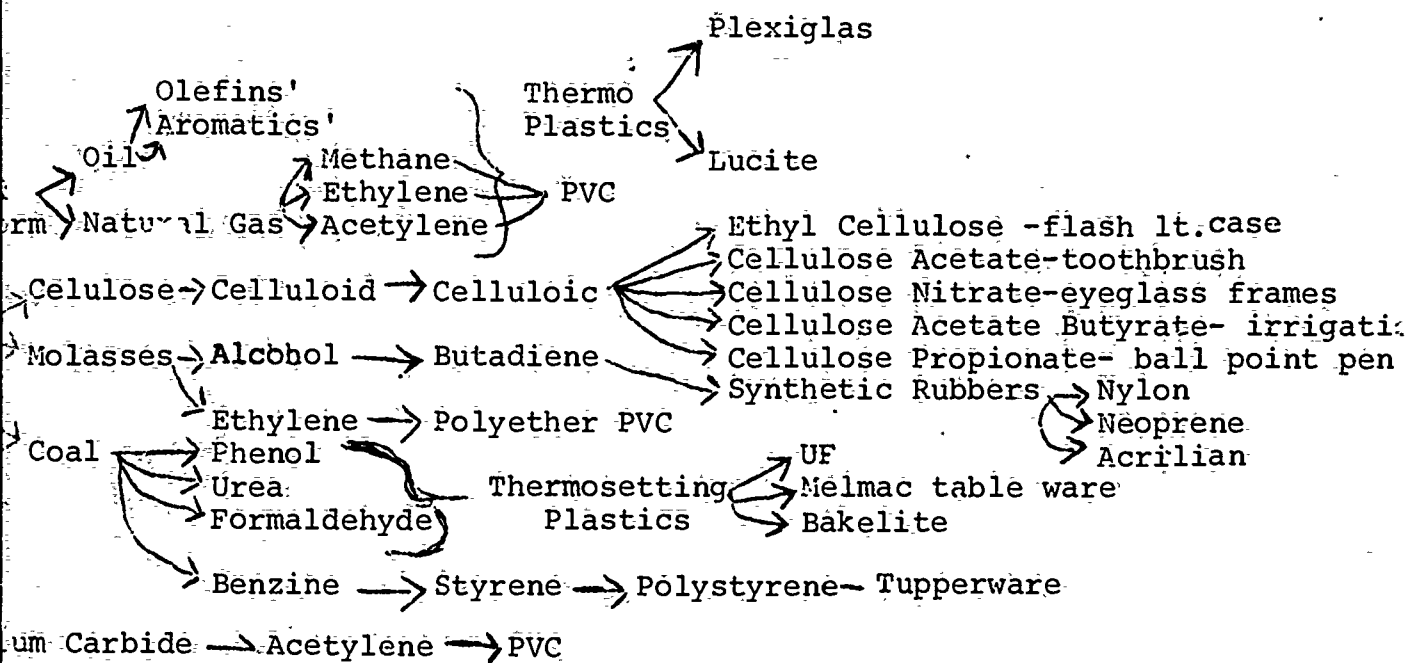 Plexiglas
Olefins'
Aromatics'
Thermo
Plastics
Oil
Methane
Lucite
Ethylene
PVC
rm Natural Gas Acetylene
Ethyl Cellulose -flash lt.case
Cellulose Acetate-toothbrush
Celulose Celluloid Celluloic Cellulose Nitrate-eyeglass frames
Cellulose Acetate Butyrate- irrigati
Molasses Alcohol Butadiene Cellulose Propionate- ball point pen
Synthetic Rubbers Nylon
Ethylene Polyether PVC Neoprene
Coal Phenol UF Acrilian
Urea Thermosetting Melmac table ware
Formaldehyde Plastics Bakelite
Benzine Styrene Polystyrene- Tupperware
um Carbide Acetylene PVC